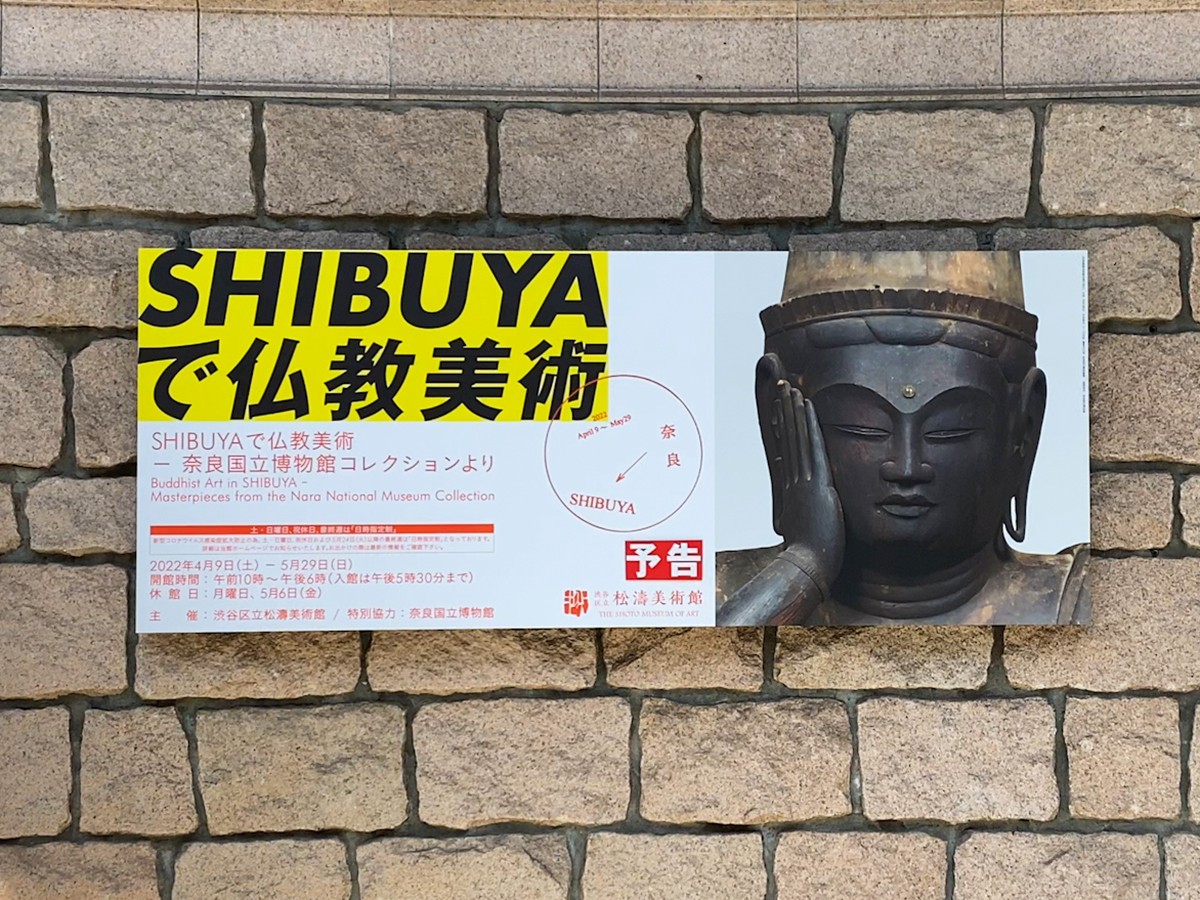 SHIBUYA
で仏教美術
SHIBUYAで仏教美術
— 奈良国立博物館コレクションより
Buddhist Art in SHIBUYA –
Masterpieces from the Nara National Museum Collection
土・日曜日、祝休日、最終週は「日時指定制」
2022年4月9日(土) — 5月29日(日)
開館時間:午前10時〜午後6時(入館は午後5時30分まで)
休館日:月曜日、5月6日(金)
主 催:渋谷区立松濤美術館 / 特別協力:奈良国立博物館
2022
April 9〜 May29
奈良
SHIBUYA
予告
渋谷区立 松濤美術館
THE SHOTO MUSEUM OF ART